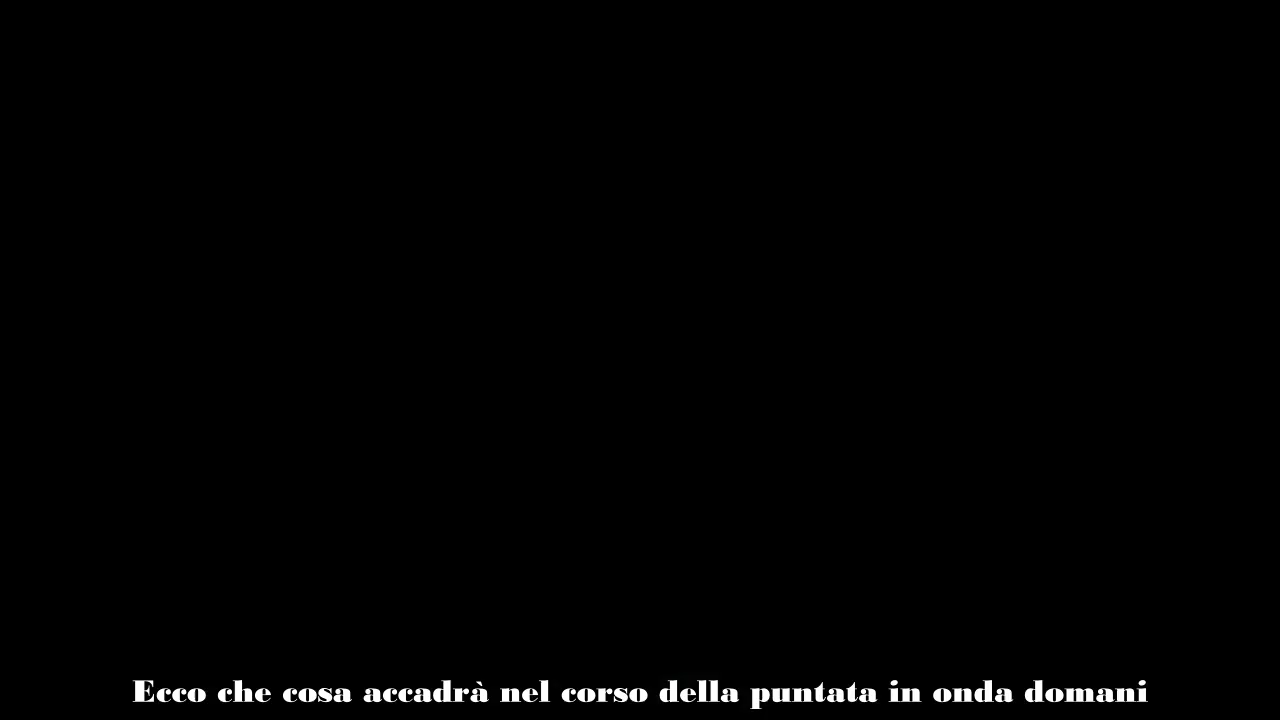 Ecco che cosa accadrà nel corso della puntata in onda domani